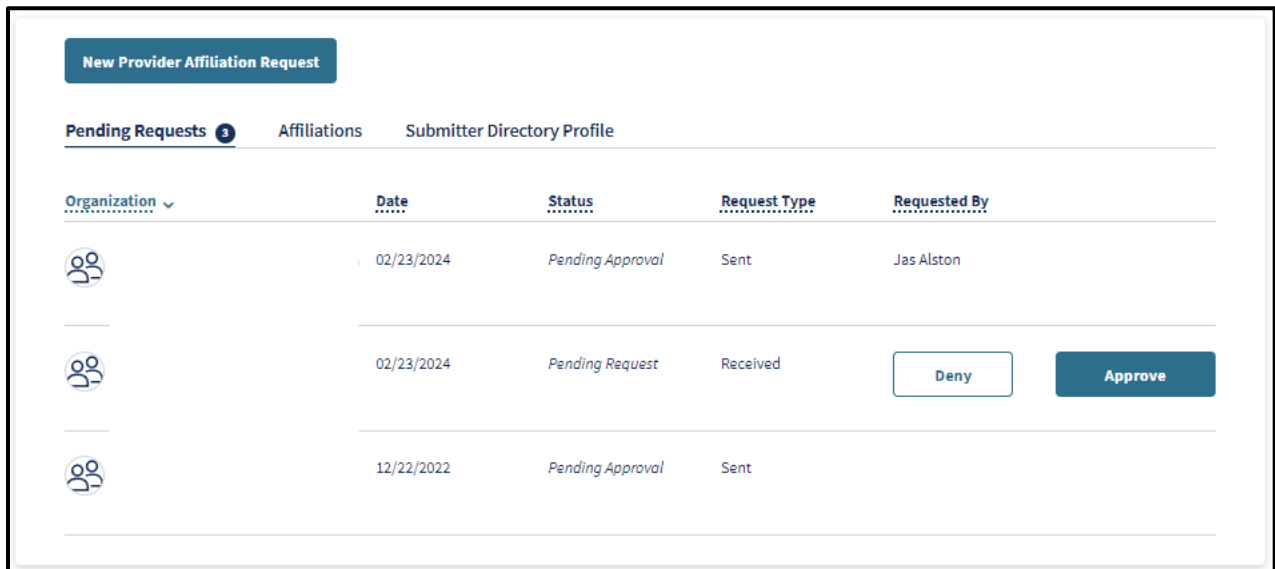 New Provider Affiliation Request
Pending Requests 3 Affiliations Submitter Directory Profile
Organization Date Status Request Type Requested By
02/23/2024 Pending Approval Sent Jas Alston
02/23/2024 Pending Request Received Deny Approve
12/22/2022 Pending Approval Sent